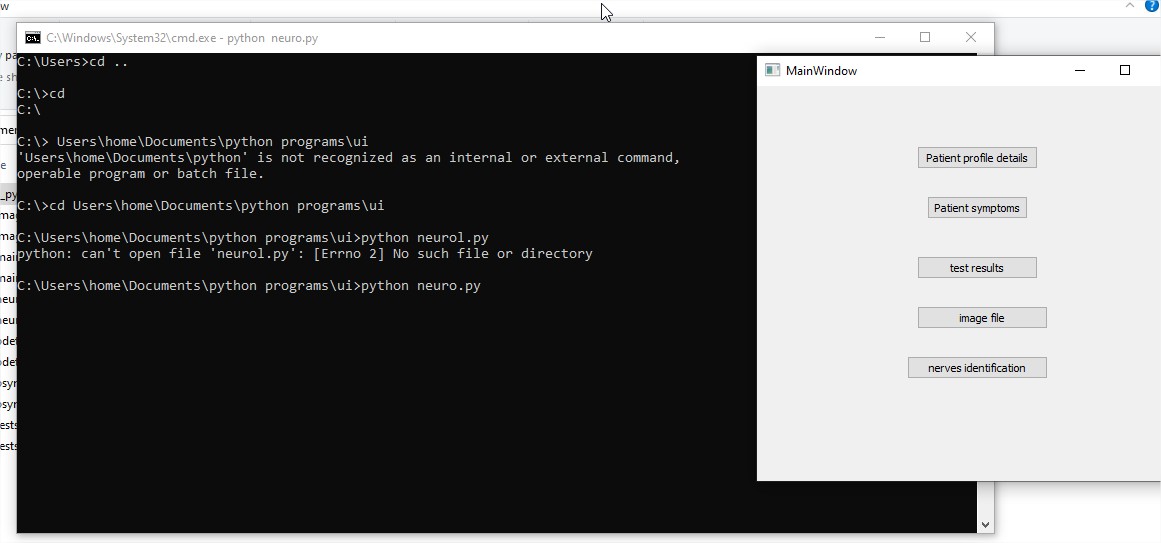 w
C:\Windows\System32\cmd.exe - python  neuro.py
C:\Users>cd ..
C:\>cd
C:\
C:\> Users\home\Documents\python programs\ui
'Users\home\Documents\python' is not recognized as an internal or external command,
operable program or batch file.
C:\>cd Users\home\Documents\python programs\ui
C:\Users\home\Documents\python programs\ui>python neurol.py
python: can't open file 'neurol.py': [Errno 2] No such file or directory
C:\Users\home\Documents\python programs\ui>python neuro.py
MainWindow
Patient profile details
Patient symptoms
test results
image file
nerves identification